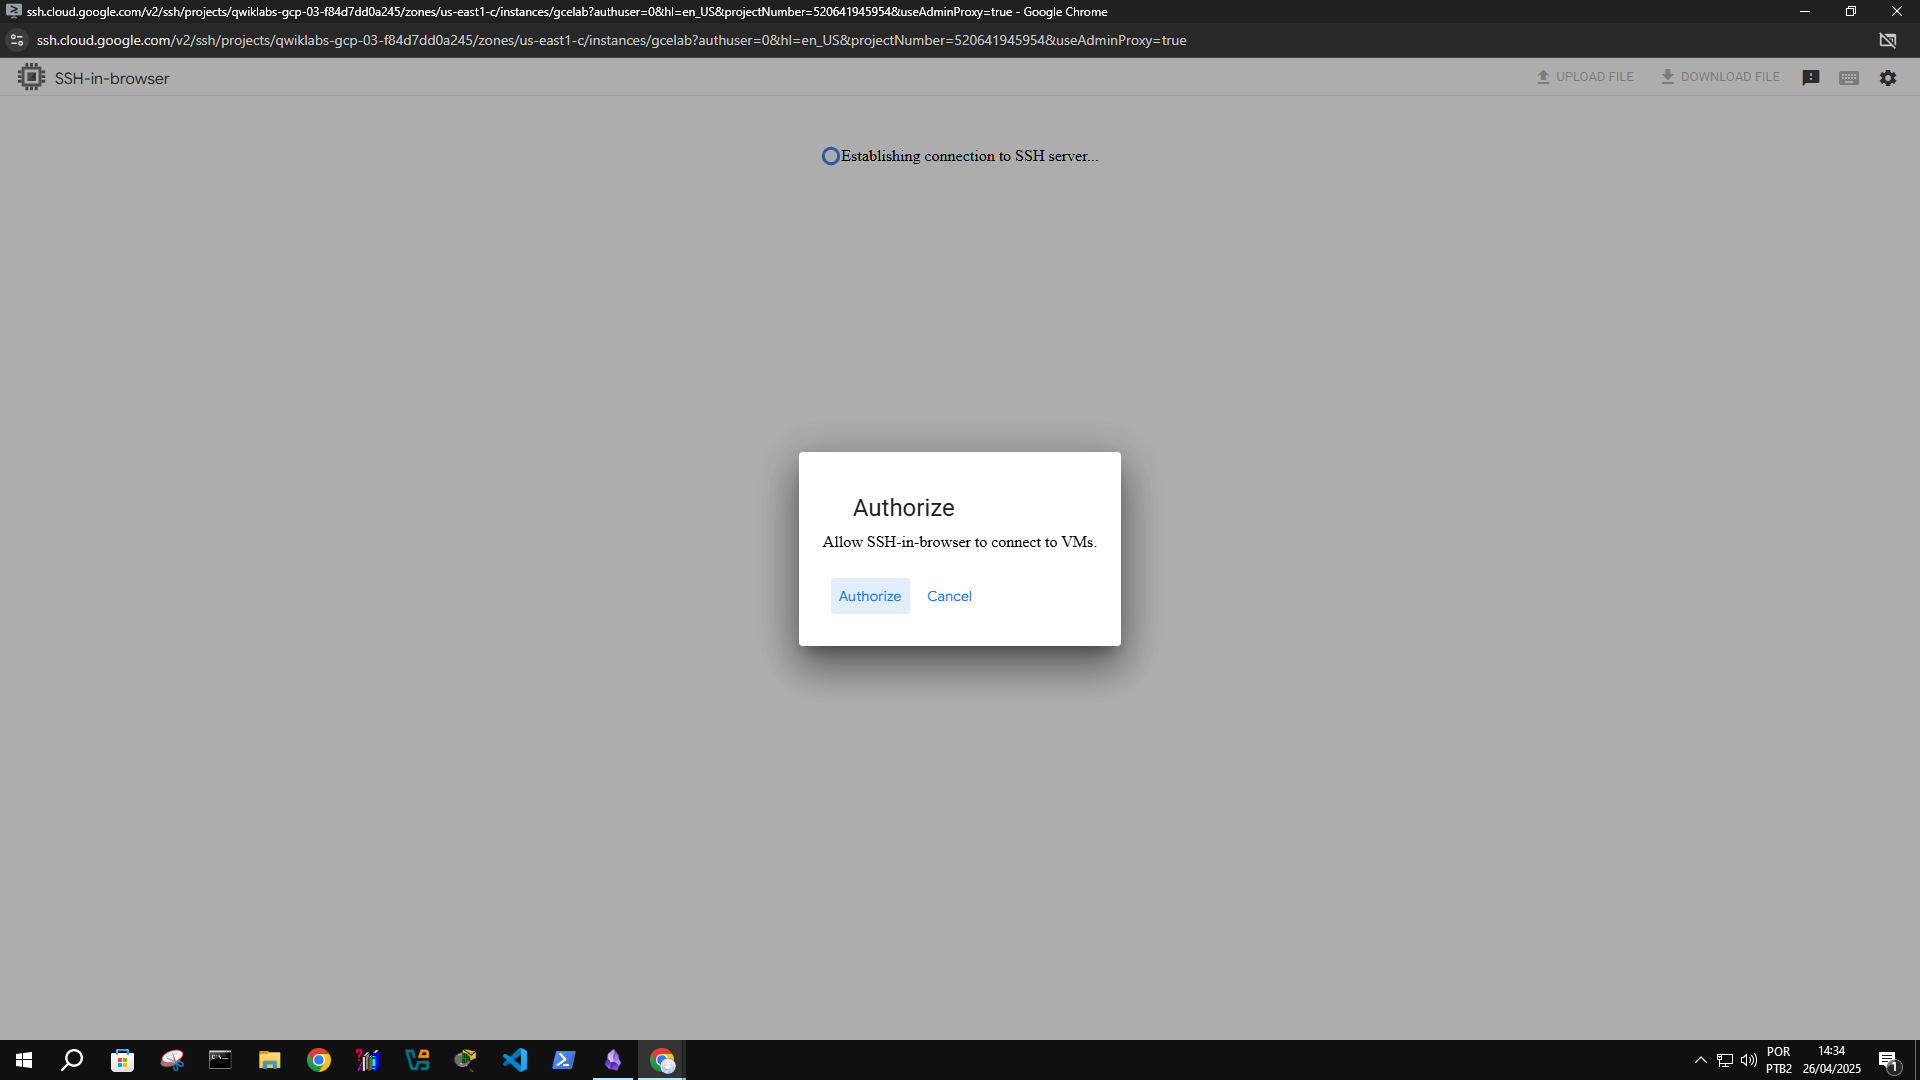 ssh.cloud.google.com/v2/ssh/projects/qwiklabs-gcp-03-f84d7dd0a245/zones/us-east1-c/instances/gcelab?authuser=0&hl=en_US&projectNumber=520641945954&useAdminProxy=true - Google Chrome
ssh.cloud.google.com/v2/ssh/projects/qwiklabs-gcp-03-f84d7dd0a245/zones/us-east1-c/instances/gcelab?authuser=0&hl=en_US&projectNumber=520641945954&useAdminProxy=true
SSH-in-browser
UPLOAD FILE
DOWNLOAD FILE
Establishing connection to SSH server...
Authorize
Allow SSH-in-browser to connect to VMs.
Authorize
Cancel
POR
PTB2
14:34
26/04/2025
1